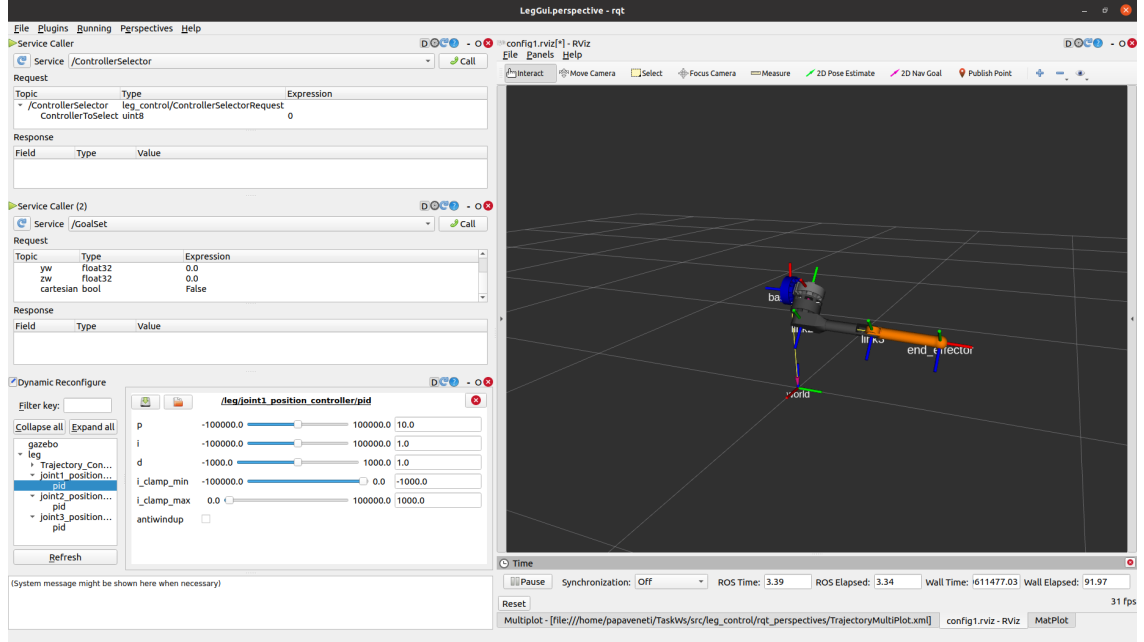 LegGui.perspective - rqt
File Plugins Running Perspectives Help
Service Caller
Service /ControllerSelector Call
Request
Topic Type Expression
/ControllerSelector leg_control/ControllerSelectorRequest
ControllerToSelect uint8 0
Response
Field Type Value
Service Caller (2)
Service /GoalSet Call
Request
Topic Type Expression
yw float32 0.0
zw float32 0.0
cartesian bool False
Response
Field Type Value
Dynamic Reconfigure
Filter key:
Collapse all Expand all
gazebo
leg
Trajectory_Con...
joint1_position...
pid
joint2_position...
pid
joint3_position...
pid
Refresh
/leg/joint1_position_controller/pid
p -100000.0 100000.0 10.0
i -100000.0 100000.0 1.0
d -1000.0 1000.0 1.0
i_clamp_min -100000.0 0.0 -1000.0
i_clamp_max 0.0 100000.0 1000.0
antiwindup
(System message might be shown here when necessary)
config1.rviz[*] - RViz
File Panels Help
Interact Move Camera Select Focus Camera Measure 2D Pose Estimate 2D Nav Goal Publish Point
link3
end_effector
world
Time
Pause Synchronization: Off ROS Time: 3.39 ROS Elapsed: 3.34 Wall Time: 611477.03 Wall Elapsed: 91.97
Reset 31 fps
Multiplot - [file:///home/papaveneti/TaskWs/src/leg_control/rqt_perspectives/TrajectoryMultiPlot.xml] config1.rviz - RViz MatPlot